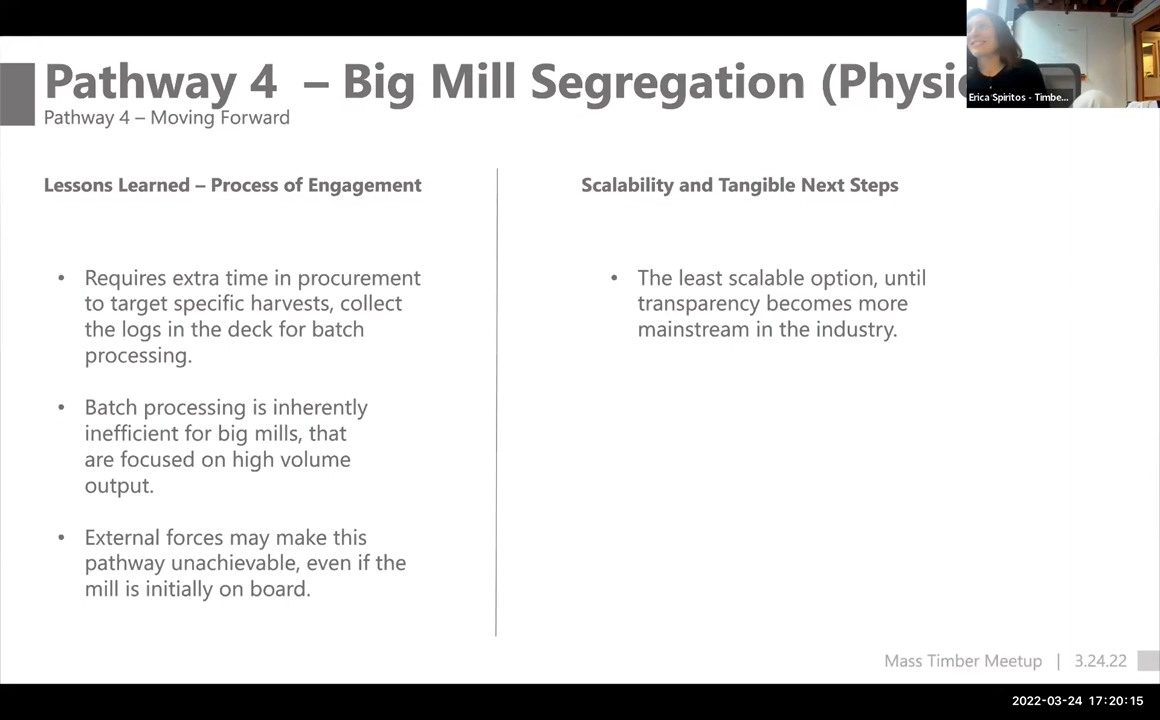 Pathway 4 – Big Mill Segregation (Physic
Erica Spiritos - Timbe...
Pathway 4 – Moving Forward
Lessons Learned – Process of Engagement
• Requires extra time in procurement
to target specific harvests, collect
the logs in the deck for batch
processing.
• Batch processing is inherently
inefficient for big mills, that
are focused on high volume
output.
• External forces may make this
pathway unachievable, even if the
mill is initially on board.
Scalability and Tangible Next Steps
• The least scalable option, until
transparency becomes more
mainstream in the industry.
Mass Timber Meetup | 3.24.22
2022-03-24 17:20:15